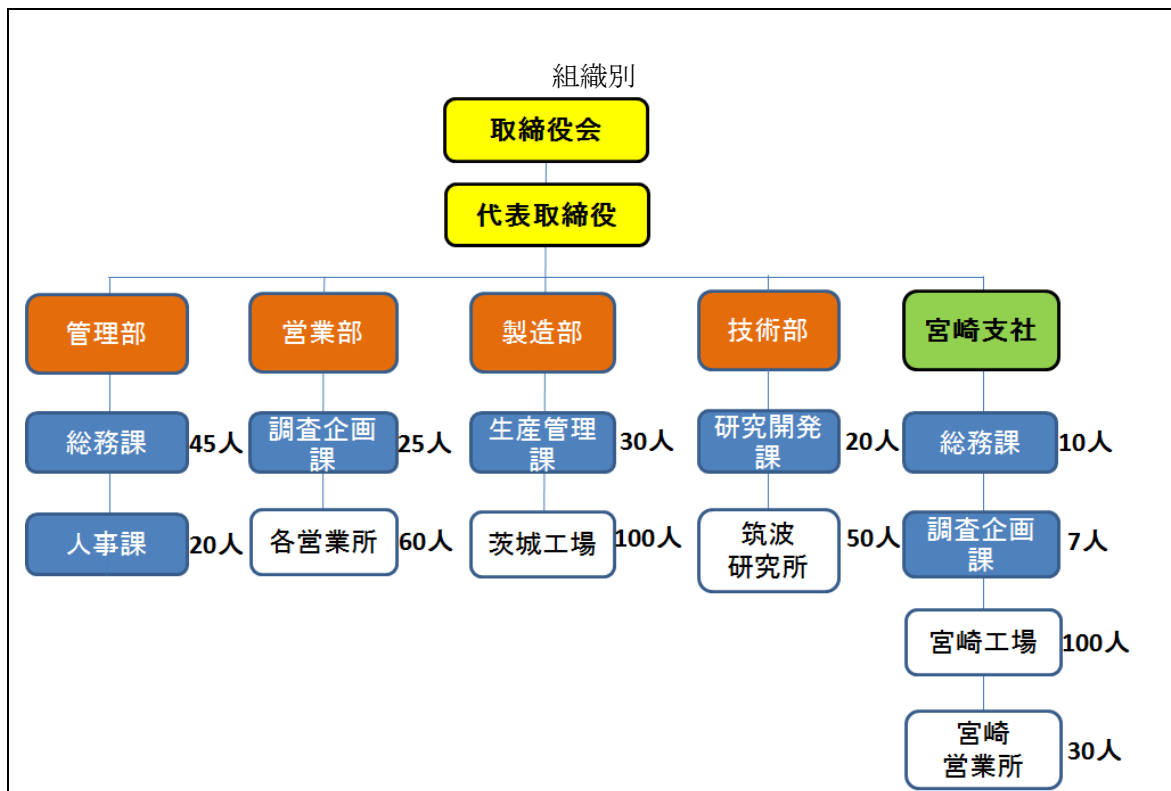 組織別
取締役会
代表取締役
管理部
営業部
製造部
技術部
宮崎支社
総務課
45人
調査企画
課
25人
生産管理
課
30人
研究開発
課
20人
総務課
10人
人事課
20人
各営業所
60人
茨城工場
100人
筑波
研究所
50人
調査企画
課
7人
宮崎工場
100人
宮崎
営業所
30人